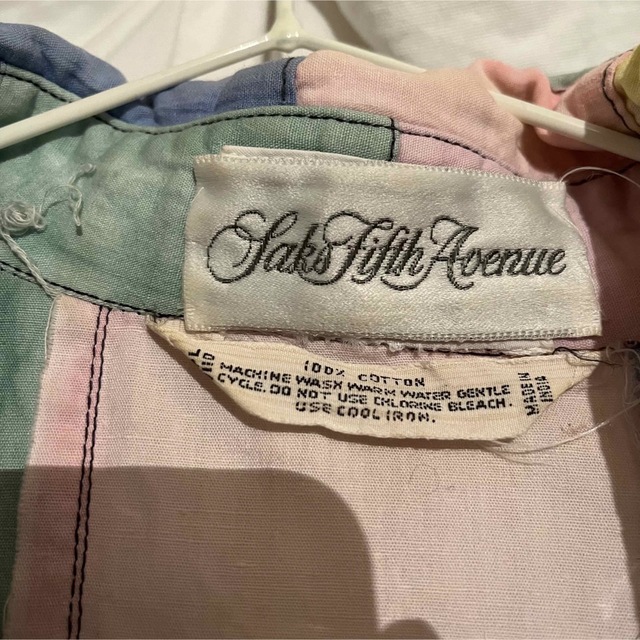 Saks Fifth Avenue
100% COTTON
MACHINE WASH WARM WATER GENTLE
CYCLE. DO NOT USE CHLORINE BLEACH.
USE COOL IRON.
MADE IN
INDIA